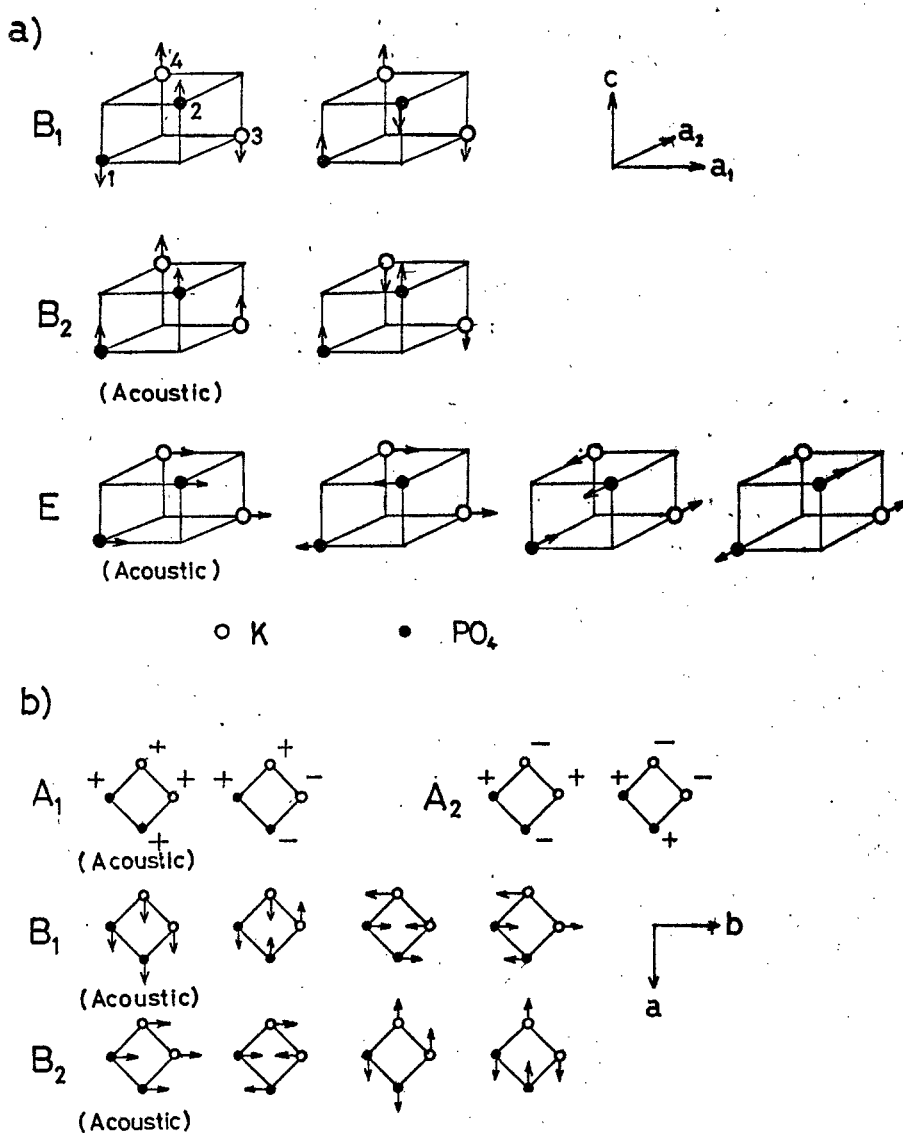 a)
4
2
3
1
B₁
c
a₂
a₁
B₂
(Acoustic)
E
(Acoustic)
K
PO₄
b)
+ + - -
+ + + - + + + -
A₁ A₂
+ - - +
(Acoustic)
B₁
b
a
(Acoustic)
B₂
(Acoustic)